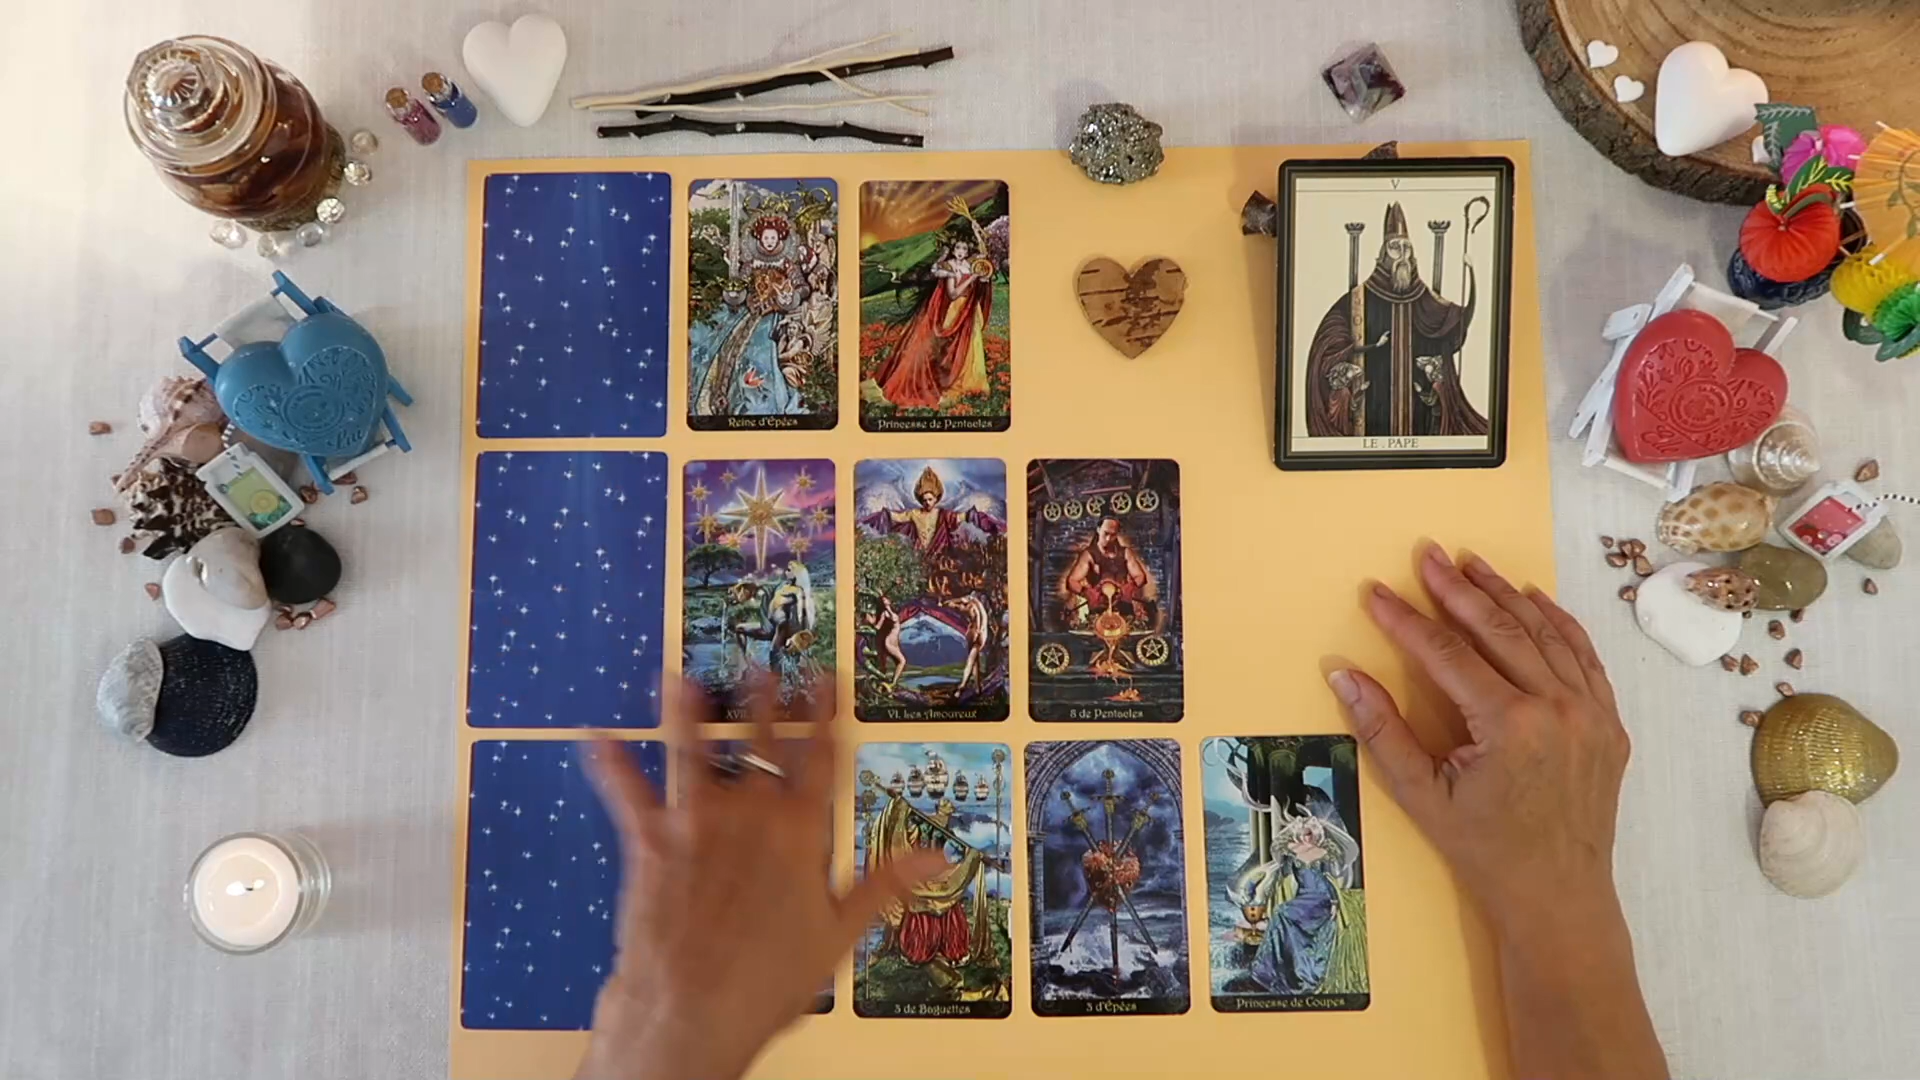 Reine d'Épées
Princesse de Pentacles
V
LE . PAPE
VI. Les Amoureux
8 de Pentacles
3 de Baguettes
3 d'Épées
Princesse de Coupes